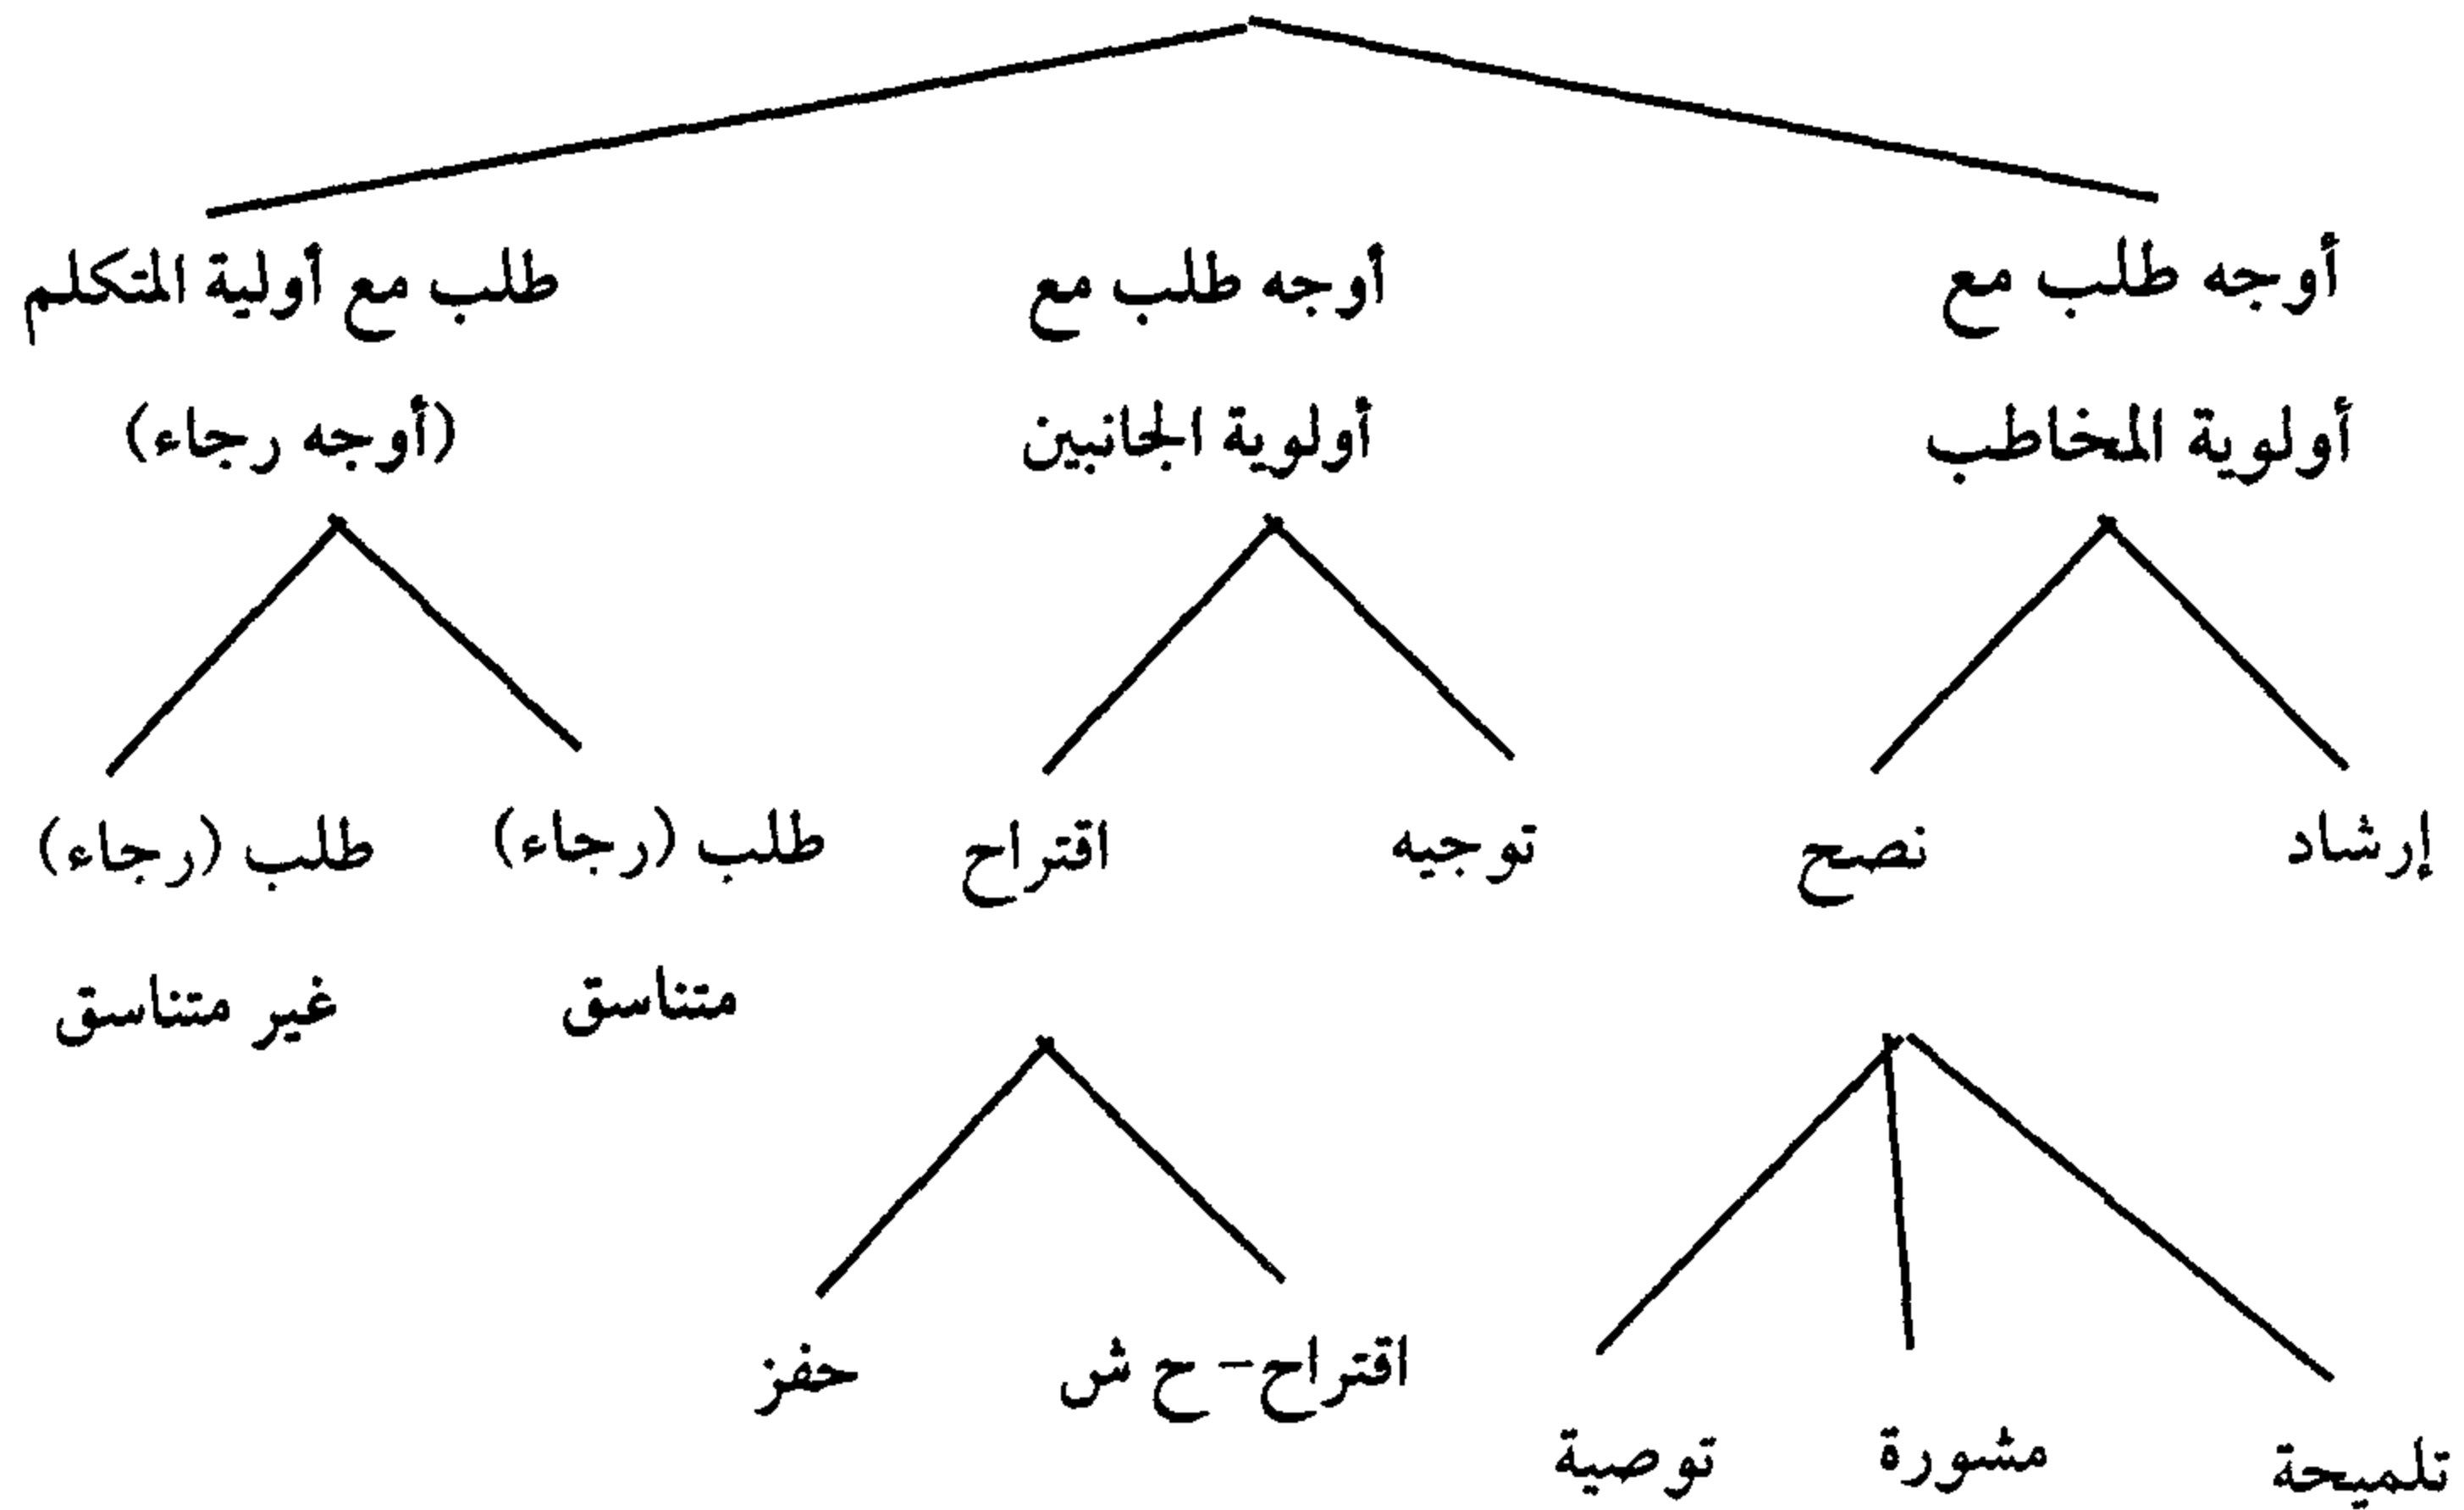 أوجه طلب مع
أولوية المخاطب
أوجه طلب مع
أولوية الجانبين
طلب مع أولية المتكلم
(أوجه رجاء)
إرشاد
نصح
توجيه
اقتراح
طلب (رجاء)
متناسق
طلب (رجاء)
غير متناسق
تلميحة
مشورة
توصية
اقتراح- ح ش
حفز